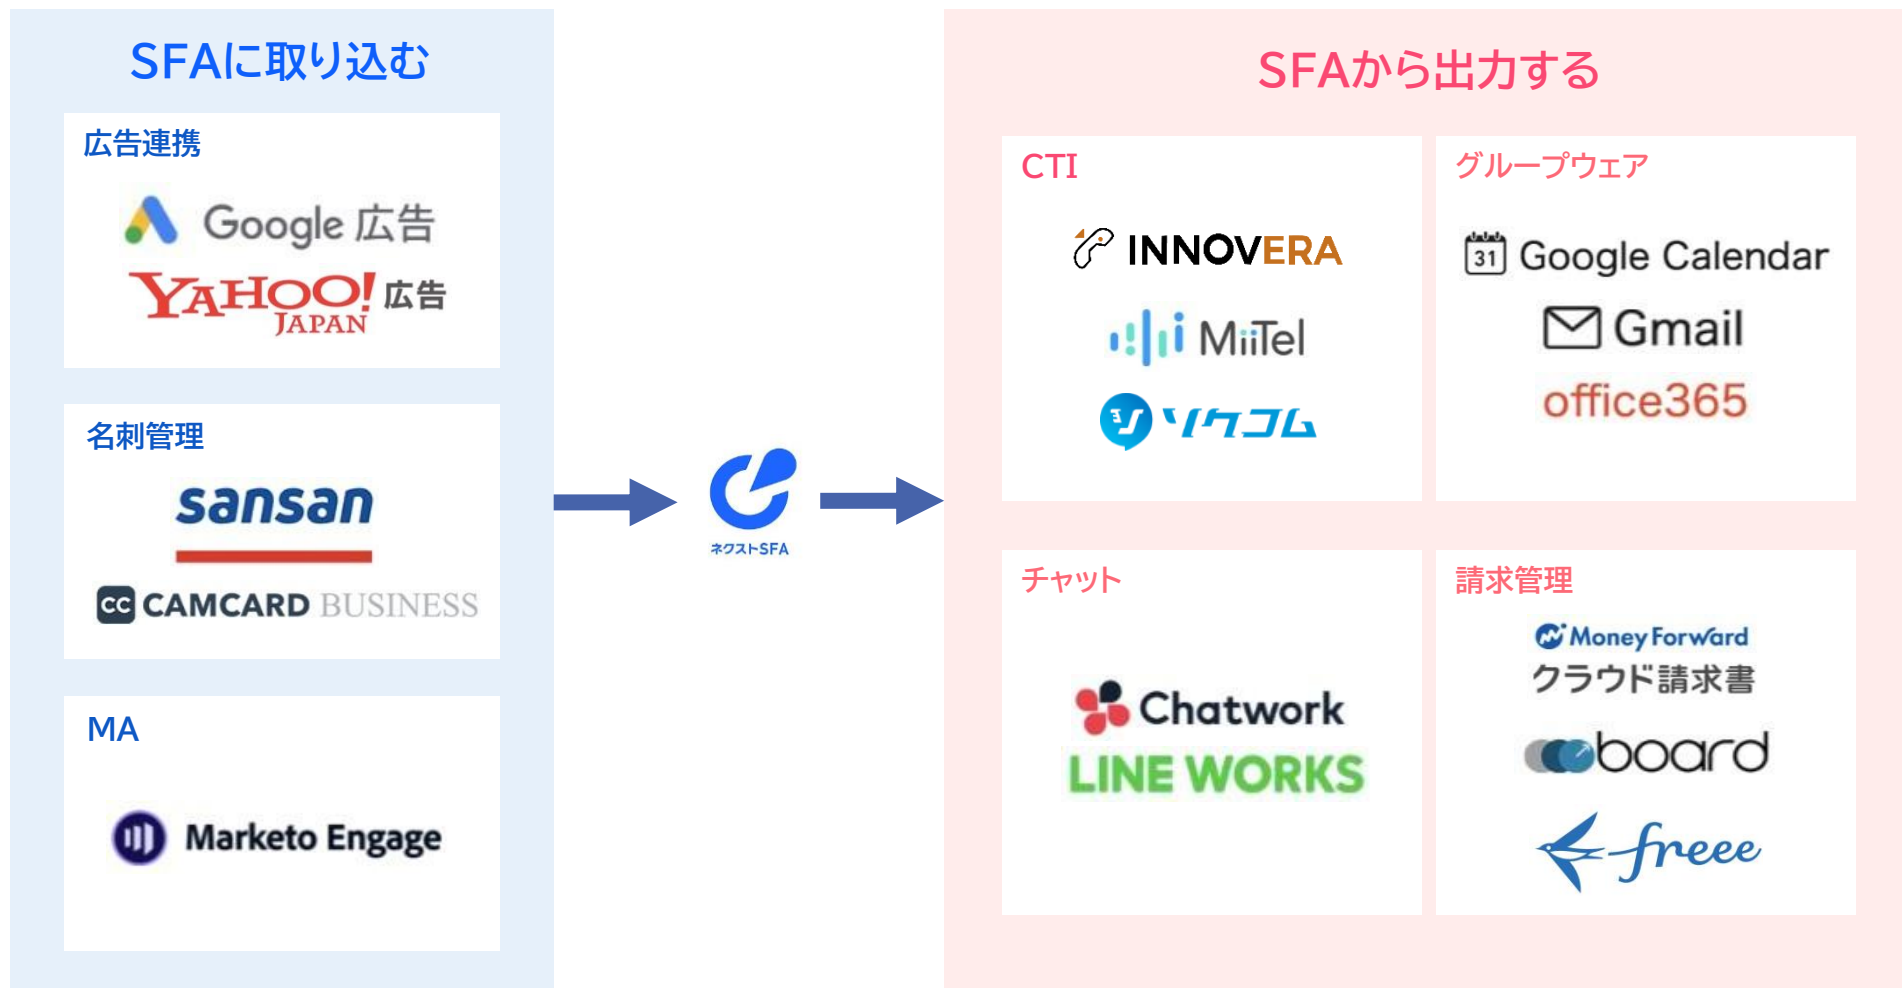 SFAに取り込む
広告連携
Google 広告
YAHOO! 広告
JAPAN
名刺管理
sansan
CC CAMCARD BUSINESS
MA
Marketo Engage
ネクストSFA
SFAから出力する
CTI
INNOVERA
MiiTel
ソクコム
グループウェア
31 Google Calendar
Gmail
office365
チャット
Chatwork
LINE WORKS
請求管理
Money Forward
クラウド請求書
board
freee